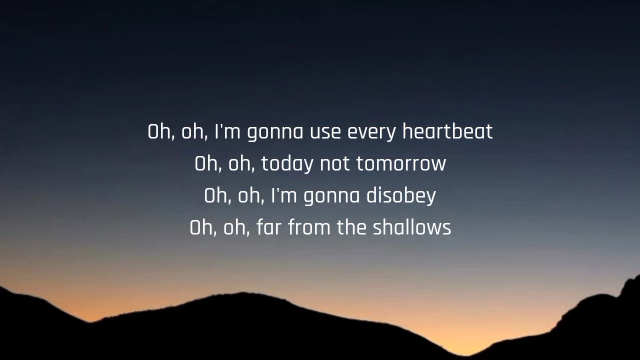 Oh, oh, I'm gonna use every heartbeat
Oh, oh, today not tomorrow
Oh, oh, I'm gonna disobey
Oh, oh, far from the shallows